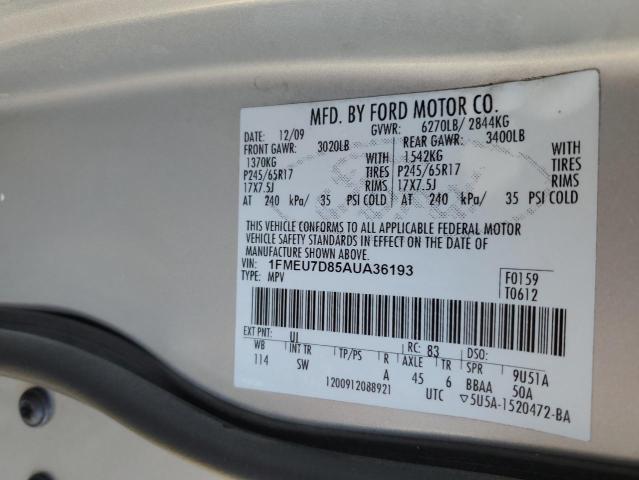 MFD. BY FORD MOTOR CO.
DATE: 12/09 GVWR: 6270LB/ 2844KG
FRONT GAWR: 3020LB REAR GAWR: 3400LB
1370KG WITH 1542KG WITH
P245/65R17 TIRES P245/65R17 TIRES
17X7.5J RIMS 17X7.5J RIMS
AT 240 kPa/ 35 PSI COLD AT 240 kPa/ 35 PSI COLD
THIS VEHICLE CONFORMS TO ALL APPLICABLE FEDERAL MOTOR
VEHICLE SAFETY STANDARDS IN EFFECT ON THE DATE OF
MANUFACTURE SHOWN ABOVE.
VIN: 1FMEU7D85AUA36193
TYPE: MPV
F0159
T0612
EXT PNT: UI RC: 83 DSO:
WB INT TR TP/PS R AXLE TR SPR 9U51A
114 SW A 45 6 BBAA 50A
1200912088921 UTC ▽5U5A-1520472-BA